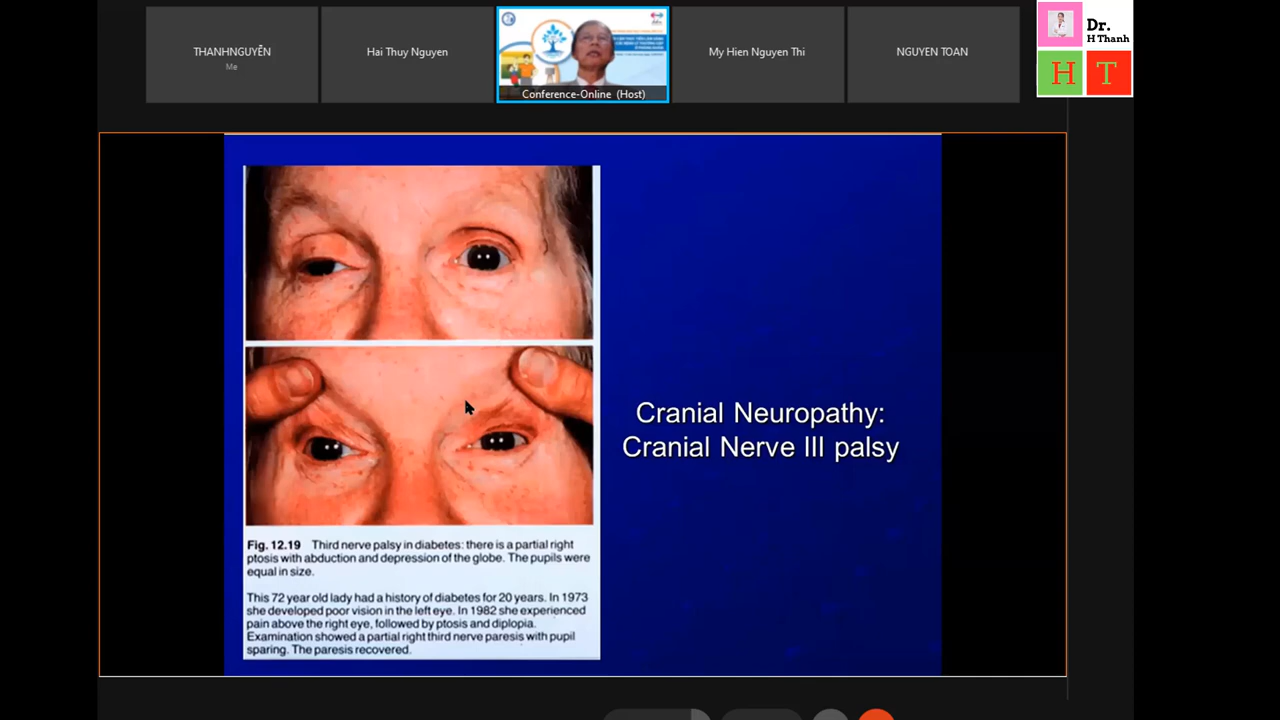 THANHNGUYỄN
Me
Hai Thuy Nguyen
Conference-Online (Host)
My Hien Nguyen Thi
NGUYEN TOAN
Dr.
H Thanh
H T
Cranial Neuropathy:
Cranial Nerve III palsy
Fig. 12.19 Third nerve palsy in diabetes: there is a partial right
ptosis with abduction and depression of the globe. The pupils were
equal in size.
This 72 year old lady had a history of diabetes for 20 years. In 1973
she developed poor vision in the left eye. In 1982 she experienced
pain above the right eye, followed by ptosis and diplopia.
Examination showed a partial right third nerve paresis with pupil
sparing. The paresis recovered.